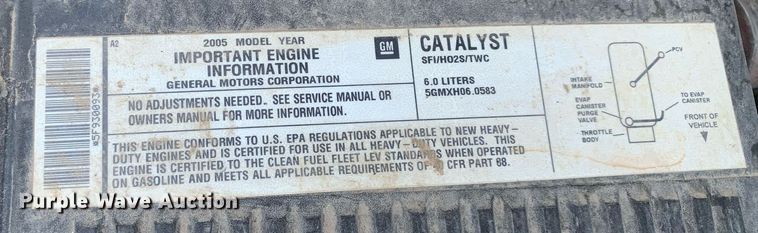 A2
2005 MODEL YEAR
IMPORTANT ENGINE
INFORMATION
GENERAL MOTORS CORPORATION
NO ADJUSTMENTS NEEDED. SEE SERVICE MANUAL OR
OWNERS MANUAL FOR MORE INFORMATION.
GM
CATALYST
SFI/HO2S/TWC
6.0 LITERS
5GMXH06.0583
THIS ENGINE CONFORMS TO U.S. EPA REGULATIONS APPLICABLE TO NEW HEAVY-
DUTY ENGINES AND IS CERTIFIED FOR USE IN ALL HEAVY-DUTY VEHICLES. THIS
ENGINE IS CERTIFIED TO THE CLEAN FUEL FLEET LEV STANDARDS WHEN OPERATED
ON GASOLINE AND MEETS ALL APPLICABLE REQUIREMENTS OF CFR PART 88.
PCV
INTAKE
MANIFOLD
EVAP
CANISTER
PURGE
VALVE
THROTTLE
BODY
TO EVAP
CANISTER
FRONT OF
VEHICLE
Purple Wave Auction